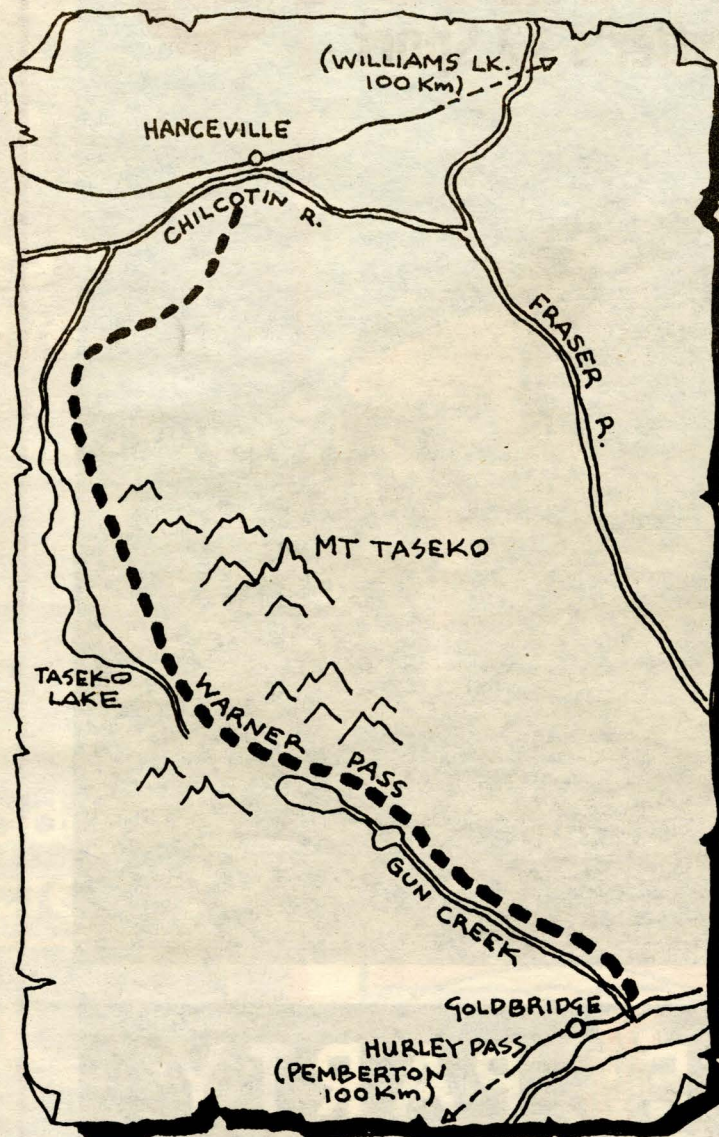 (WILLIAMS LK.
100 Km)
HANCEVILLE
CHILCOTIN R.
FRASER R.
MT TASEKO
TASEKO
LAKE
WARNER PASS
GUN CREEK
GOLDBRIDGE
HURLEY PASS
(PEMBERTON
100 Km)